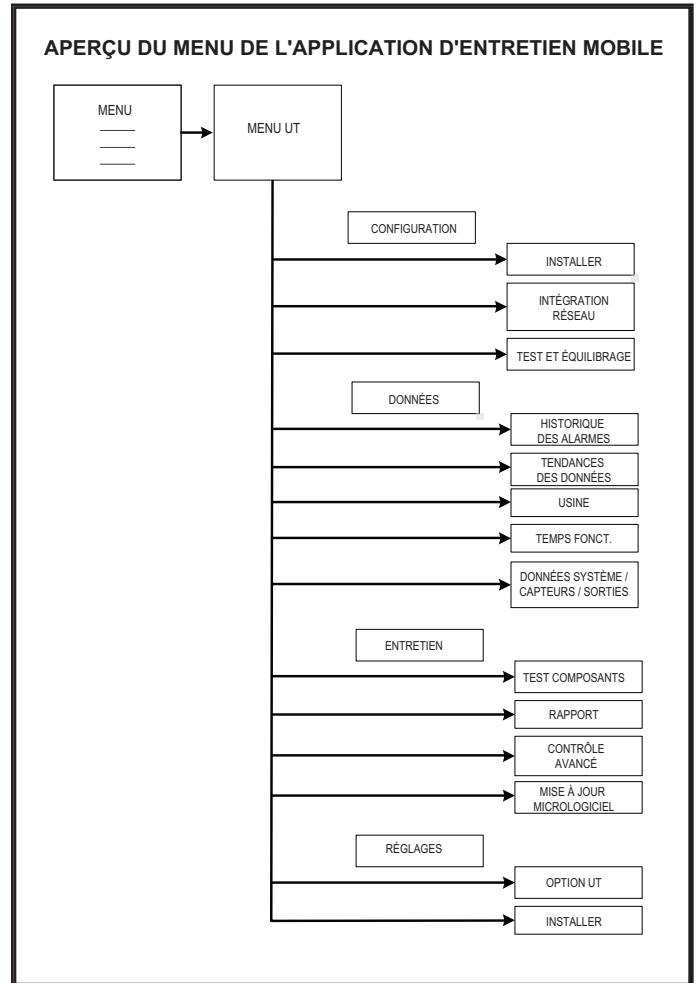 APERÇU DU MENU DE L'APPLICATION D'ENTRETIEN MOBILE
MENU
MENU UT
CONFIGURATION
INSTALLER
INTÉGRATION
RÉSEAU
TEST ET ÉQUILIBRAGE
DONNÉES
HISTORIQUE
DES ALARMES
TENDANCES
DES DONNÉES
USINE
TEMPS FONCT.
DONNÉES SYSTÈME /
CAPTEURS / SORTIES
ENTRETIEN
TEST COMPOSANTS
RAPPORT
CONTRÔLE
AVANCÉ
MISE À JOUR
MICROLOGICIEL
RÉGLAGES
OPTION UT
INSTALLER